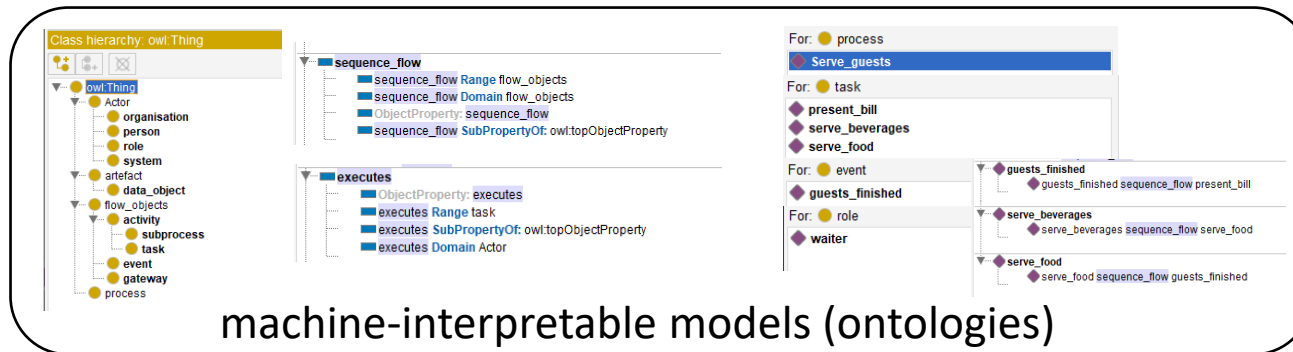 Class hierarchy: owl:Thing
owl:Thing
Actor
organisation
person
role
system
artefact
data_object
flow_objects
activity
subprocess
task
event
gateway
process
sequence_flow
sequence_flow Range flow_objects
sequence_flow Domain flow_objects
ObjectProperty: sequence_flow
sequence_flow SubPropertyOf: owl:topObjectProperty
executes
ObjectProperty: executes
executes Range task
executes SubPropertyOf: owl:topObjectProperty
executes Domain Actor
For: process
Serve_guests
For: task
present_bill
serve_beverages
serve_food
For: event
guests_finished
For: role
waiter
guests_finished
guests_finished sequence_flow present_bill
serve_beverages
serve_beverages sequence_flow serve_food
serve_food
serve_food sequence_flow guests_finished
machine-interpretable models (ontologies)